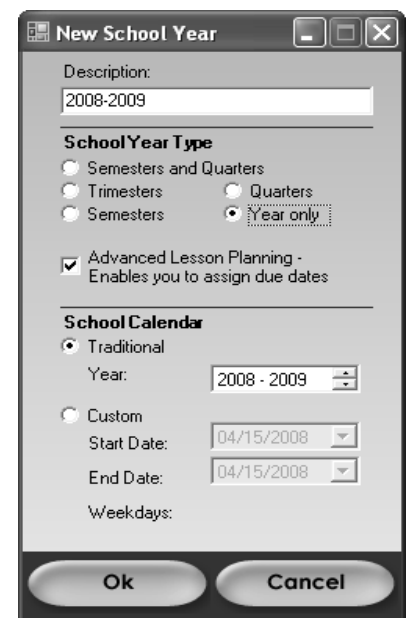 New School Year
Description:
2008-2009
School Year Type
Semesters and Quarters
Trimesters Quarters
Semesters Year only
Advanced Lesson Planning -
Enables you to assign due dates
School Calendar
Traditional
Year: 2008 - 2009
Custom
Start Date: 04/15/2008
End Date: 04/15/2008
Weekdays:
Ok Cancel